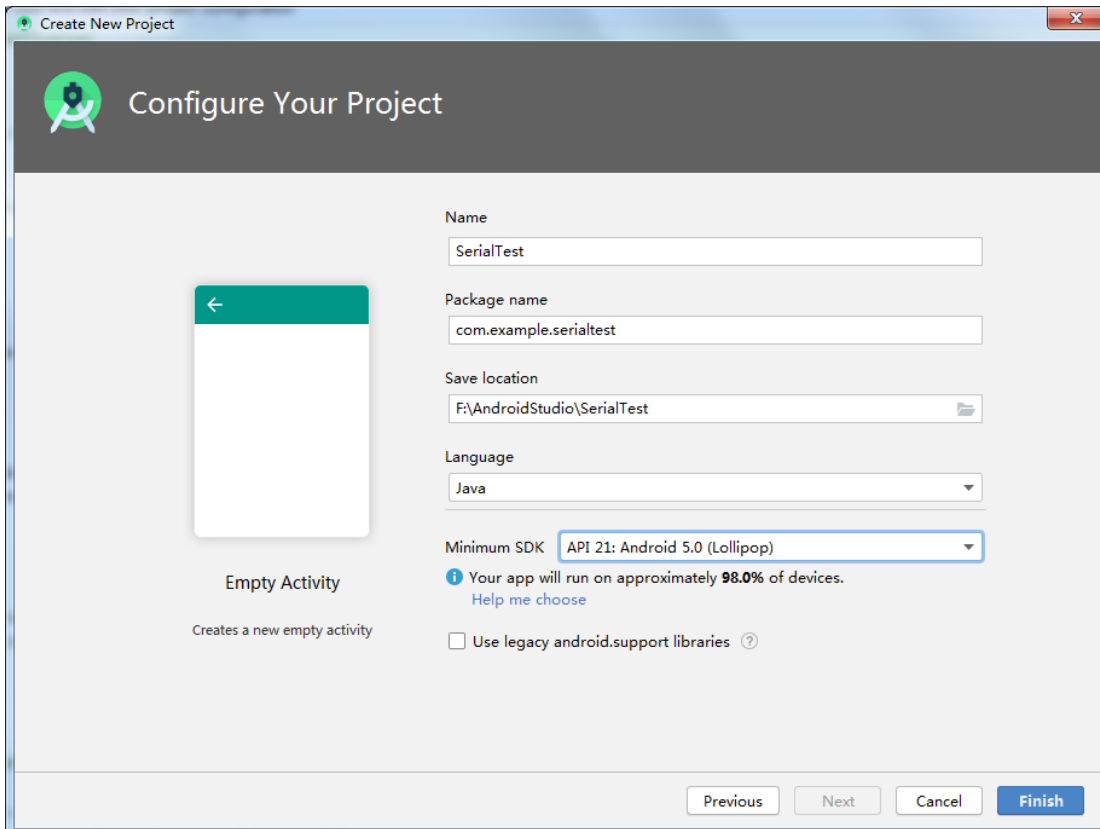 Create New Project
Configure Your Project
Name
SerialTest
Package name
com.example.serialtest
Save location
F:\AndroidStudio\SerialTest
Language
Java
Minimum SDK API 21: Android 5.0 (Lollipop)
Your app will run on approximately 98.0% of devices.
Help me choose
Use legacy android.support libraries ?
Empty Activity
Creates a new empty activity
Previous Next Cancel Finish